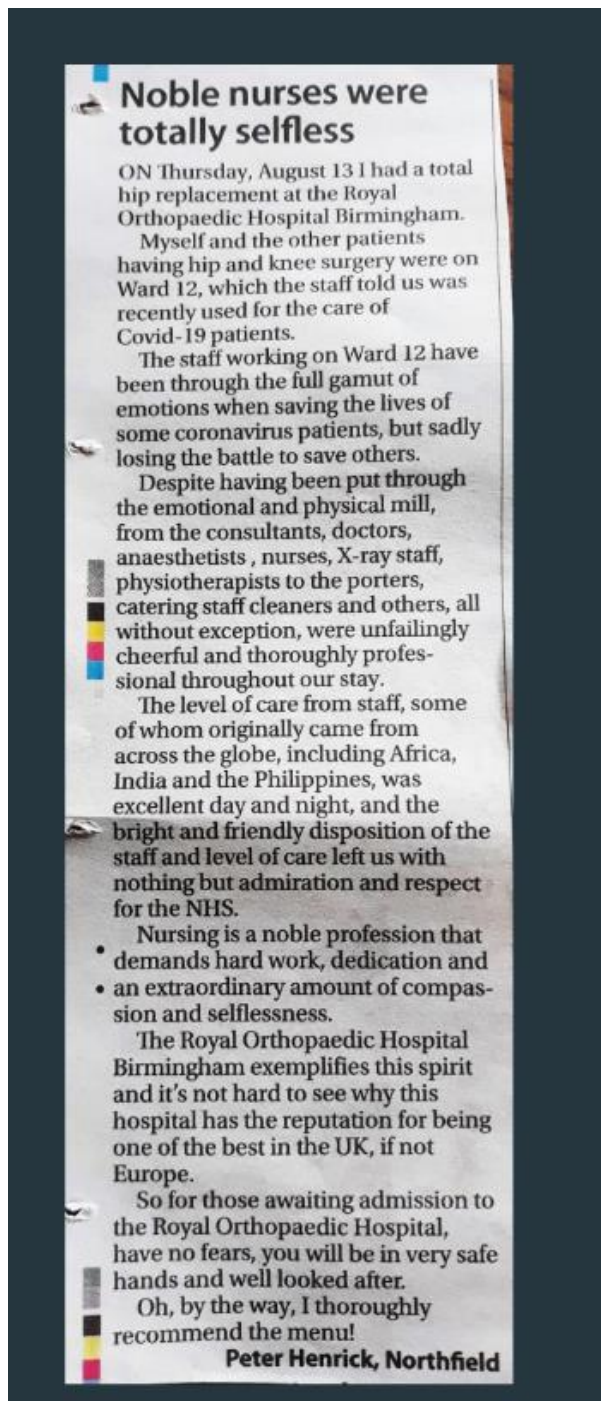 Noble nurses were
totally selfless
ON Thursday, August 13 I had a total
hip replacement at the Royal
Orthopaedic Hospital Birmingham.
Myself and the other patients
having hip and knee surgery were on
Ward 12, which the staff told us was
recently used for the care of
Covid-19 patients.
The staff working on Ward 12 have
been through the full gamut of
emotions when saving the lives of
some coronavirus patients, but sadly
losing the battle to save others.
Despite having been put through
the emotional and physical mill,
from the consultants, doctors,
anaesthetists , nurses, X-ray staff,
physiotherapists to the porters,
catering staff cleaners and others, all
without exception, were unfailingly
cheerful and thoroughly profes-
sional throughout our stay.
The level of care from staff, some
of whom originally came from
across the globe, including Africa,
India and the Philippines, was
excellent day and night, and the
bright and friendly disposition of the
staff and level of care left us with
nothing but admiration and respect
for the NHS.
Nursing is a noble profession that
demands hard work, dedication and
an extraordinary amount of compas-
sion and selflessness.
The Royal Orthopaedic Hospital
Birmingham exemplifies this spirit
and it's not hard to see why this
hospital has the reputation for being
one of the best in the UK, if not
Europe.
So for those awaiting admission to
the Royal Orthopaedic Hospital,
have no fears, you will be in very safe
hands and well looked after.
Oh, by the way, I thoroughly
recommend the menu!
Peter Henrick, Northfield